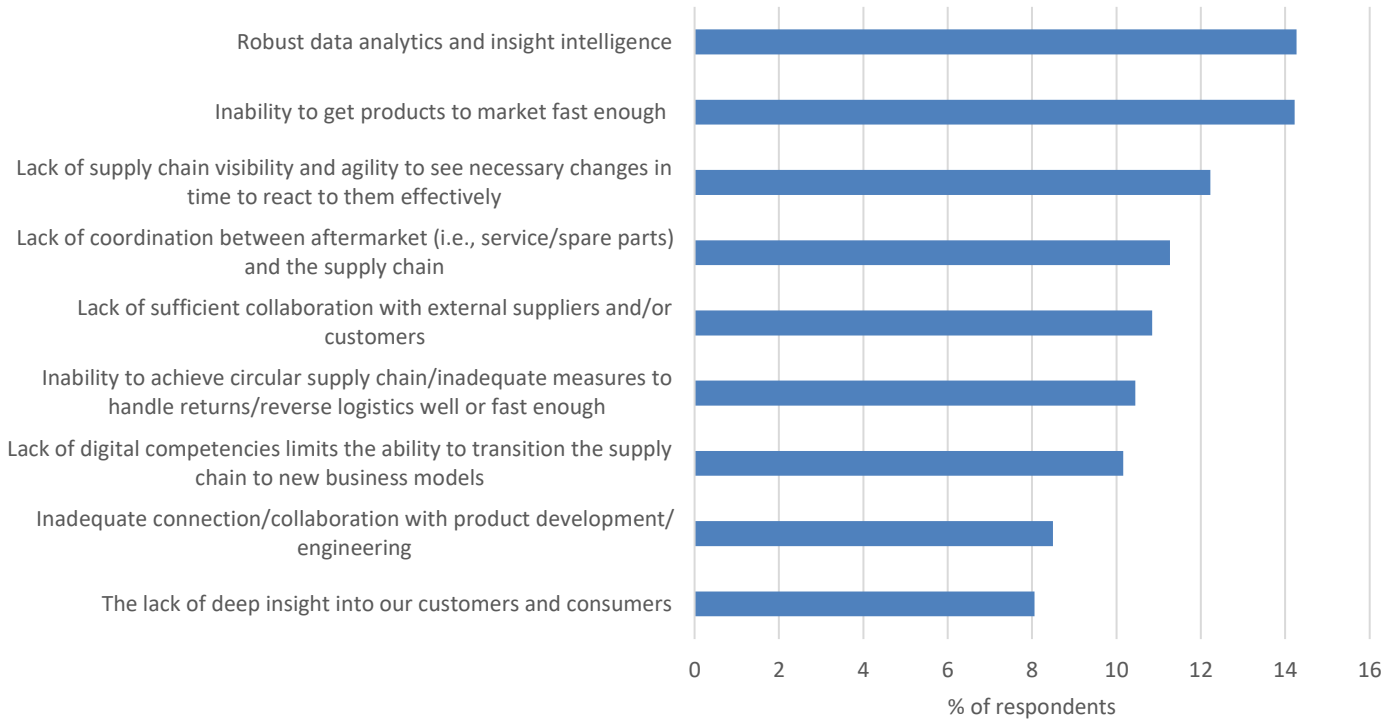 Robust data analytics and insight intelligence
Inability to get products to market fast enough
Lack of supply chain visibility and agility to see necessary changes in
time to react to them effectively
Lack of coordination between aftermarket (i.e., service/spare parts)
and the supply chain
Lack of sufficient collaboration with external suppliers and/or
customers
Inability to achieve circular supply chain/inadequate measures to
handle returns/reverse logistics well or fast enough
Lack of digital competencies limits the ability to transition the supply
chain to new business models
Inadequate connection/collaboration with product development/
engineering
The lack of deep insight into our customers and consumers
0 2 4 6 8 10 12 14 16
% of respondents